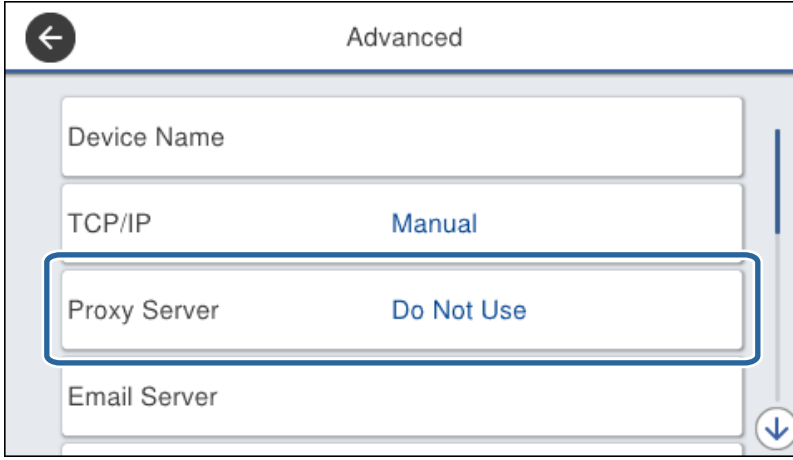 Advanced
Device Name
TCP/IP Manual
Proxy Server Do Not Use
Email Server